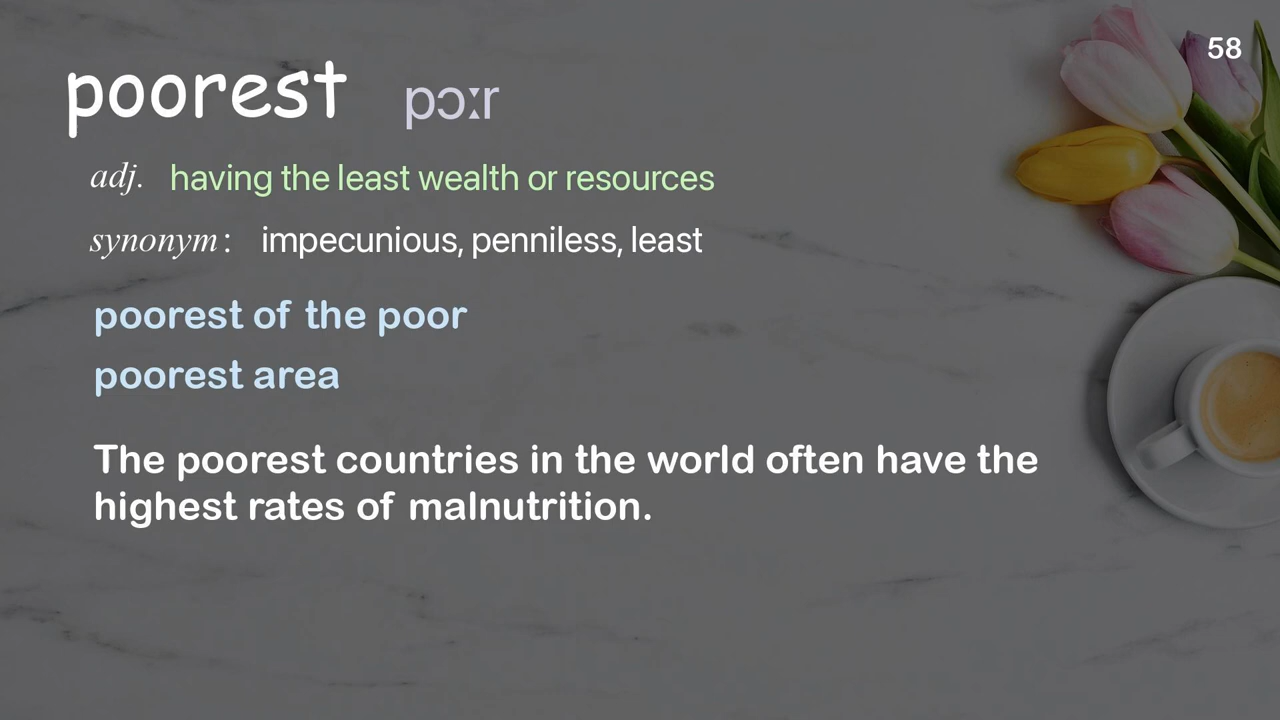 58
poorest pɔːr
adj. having the least wealth or resources
synonym: impecunious, penniless, least
poorest of the poor
poorest area
The poorest countries in the world often have the
highest rates of malnutrition.